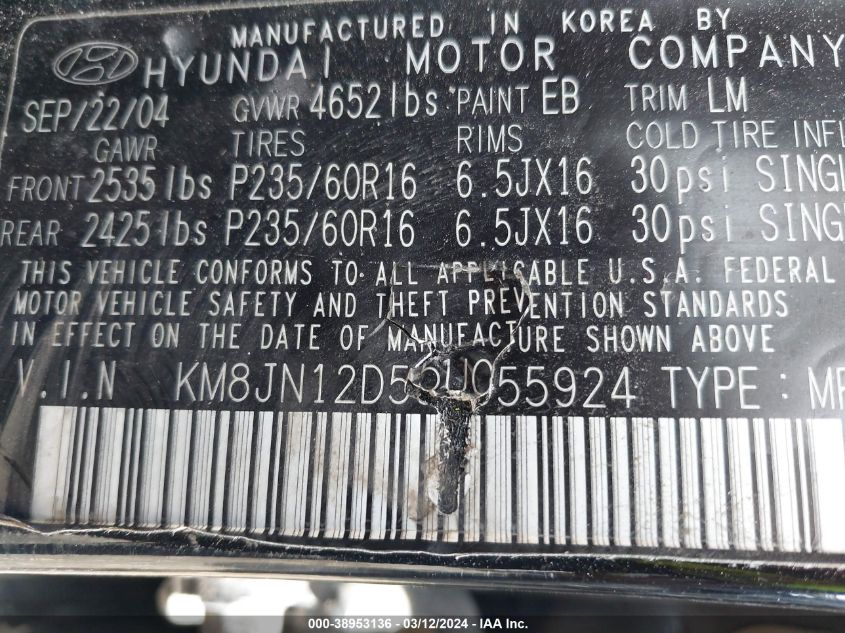 MANUFACTURED IN KOREA BY
HYUNDAI MOTOR COMPANY
SEP/22/04 GVWR 4652lbs PAINT EB TRIM LM
GAWR TIRES RIMS COLD TIRE INFL
FRONT 2535lbs P235/60R16 6.5JX16 30psi SINGL
REAR 2425lbs P235/60R16 6.5JX16 30psi SINGL
THIS VEHICLE CONFORMS TO ALL APPLICABLE U.S.A. FEDERAL
MOTOR VEHICLE SAFETY AND THEFT PREVENTION STANDARDS
IN EFFECT ON THE DATE OF MANUFACTURE SHOWN ABOVE
V.I.N TYPE:
000-38953136 - 03/12/2024 - IAA Inc.